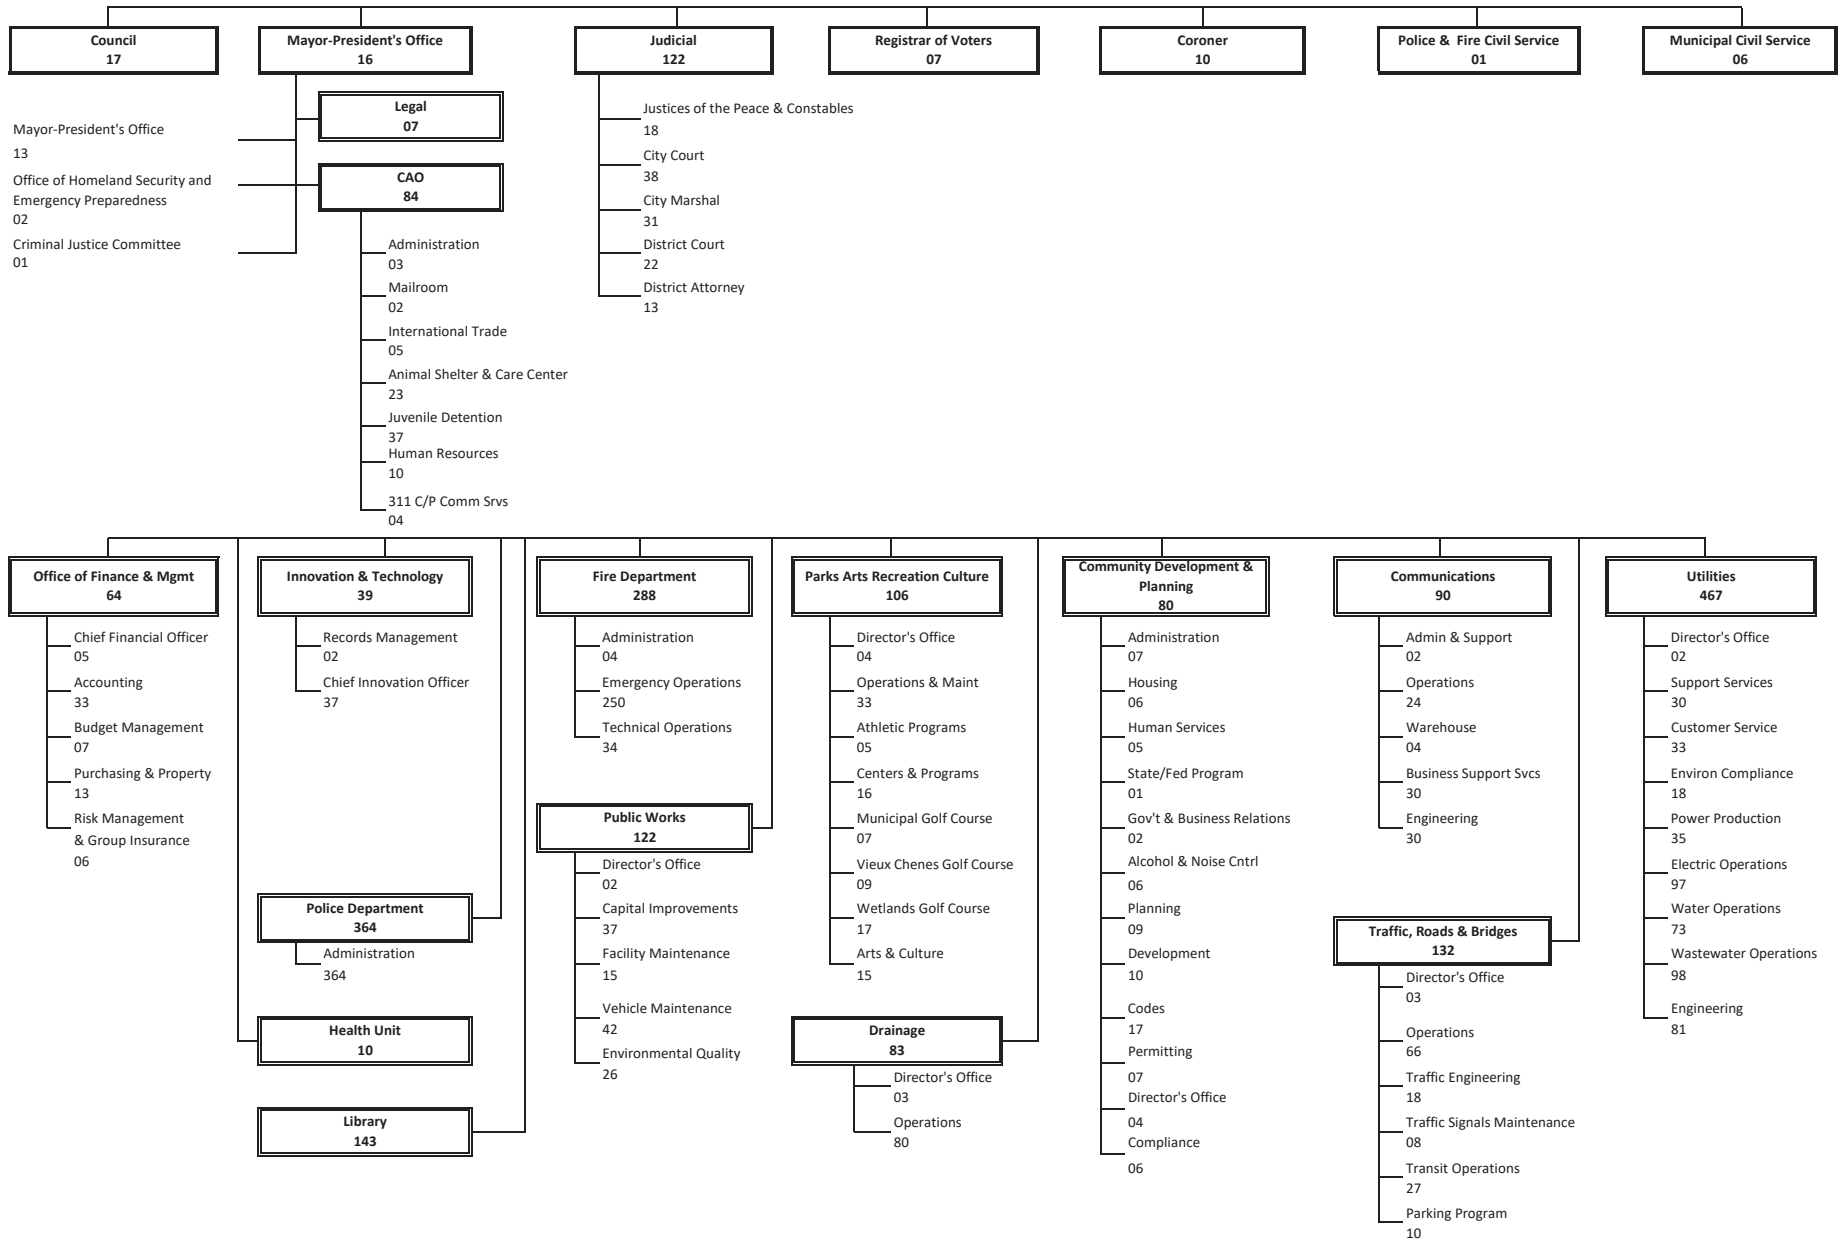 Council
17
Mayor-President's Office
16
Judicial
122
Registrar of Voters
07
Coroner
10
Police & Fire Civil Service
01
Municipal Civil Service
06
Mayor-President's Office
13
Office of Homeland Security and
Emergency Preparedness
02
Criminal Justice Committee
01
Legal
07
CAO
84
Administration
03
Mailroom
02
International Trade
05
Animal Shelter & Care Center
23
Juvenile Detention
37
Human Resources
10
311 C/P Comm Srvs
04
Justices of the Peace & Constables
18
City Court
38
City Marshal
31
District Court
22
District Attorney
13
Office of Finance & Mgmt
64
Chief Financial Officer
05
Accounting
33
Budget Management
07
Purchasing & Property
13
Risk Management
& Group Insurance
06
Innovation & Technology
39
Records Management
02
Chief Innovation Officer
37
Police Department
364
Administration
364
Health Unit
10
Library
143
Fire Department
288
Administration
04
Emergency Operations
250
Technical Operations
34
Public Works
122
Director's Office
02
Capital Improvements
37
Facility Maintenance
15
Vehicle Maintenance
42
Environmental Quality
26
Parks Arts Recreation Culture
106
Director's Office
04
Operations & Maint
33
Athletic Programs
05
Centers & Programs
16
Municipal Golf Course
07
Vieux Chenes Golf Course
09
Wetlands Golf Course
17
Arts & Culture
15
Drainage
83
Director's Office
03
Operations
80
Community Development &
Planning
80
Administration
07
Housing
06
Human Services
05
State/Fed Program
01
Gov't & Business Relations
02
Alcohol & Noise Cntrl
06
Planning
09
Development
10
Codes
17
Permitting
07
Director's Office
04
Compliance
06
Communications
90
Admin & Support
02
Operations
24
Warehouse
04
Business Support Svcs
30
Engineering
30
Traffic, Roads & Bridges
132
Director's Office
03
Operations
66
Traffic Engineering
18
Traffic Signals Maintenance
08
Transit Operations
27
Parking Program
10
Utilities
467
Director's Office
02
Support Services
30
Customer Service
33
Environ Compliance
18
Power Production
35
Electric Operations
97
Water Operations
73
Wastewater Operations
98
Engineering
81